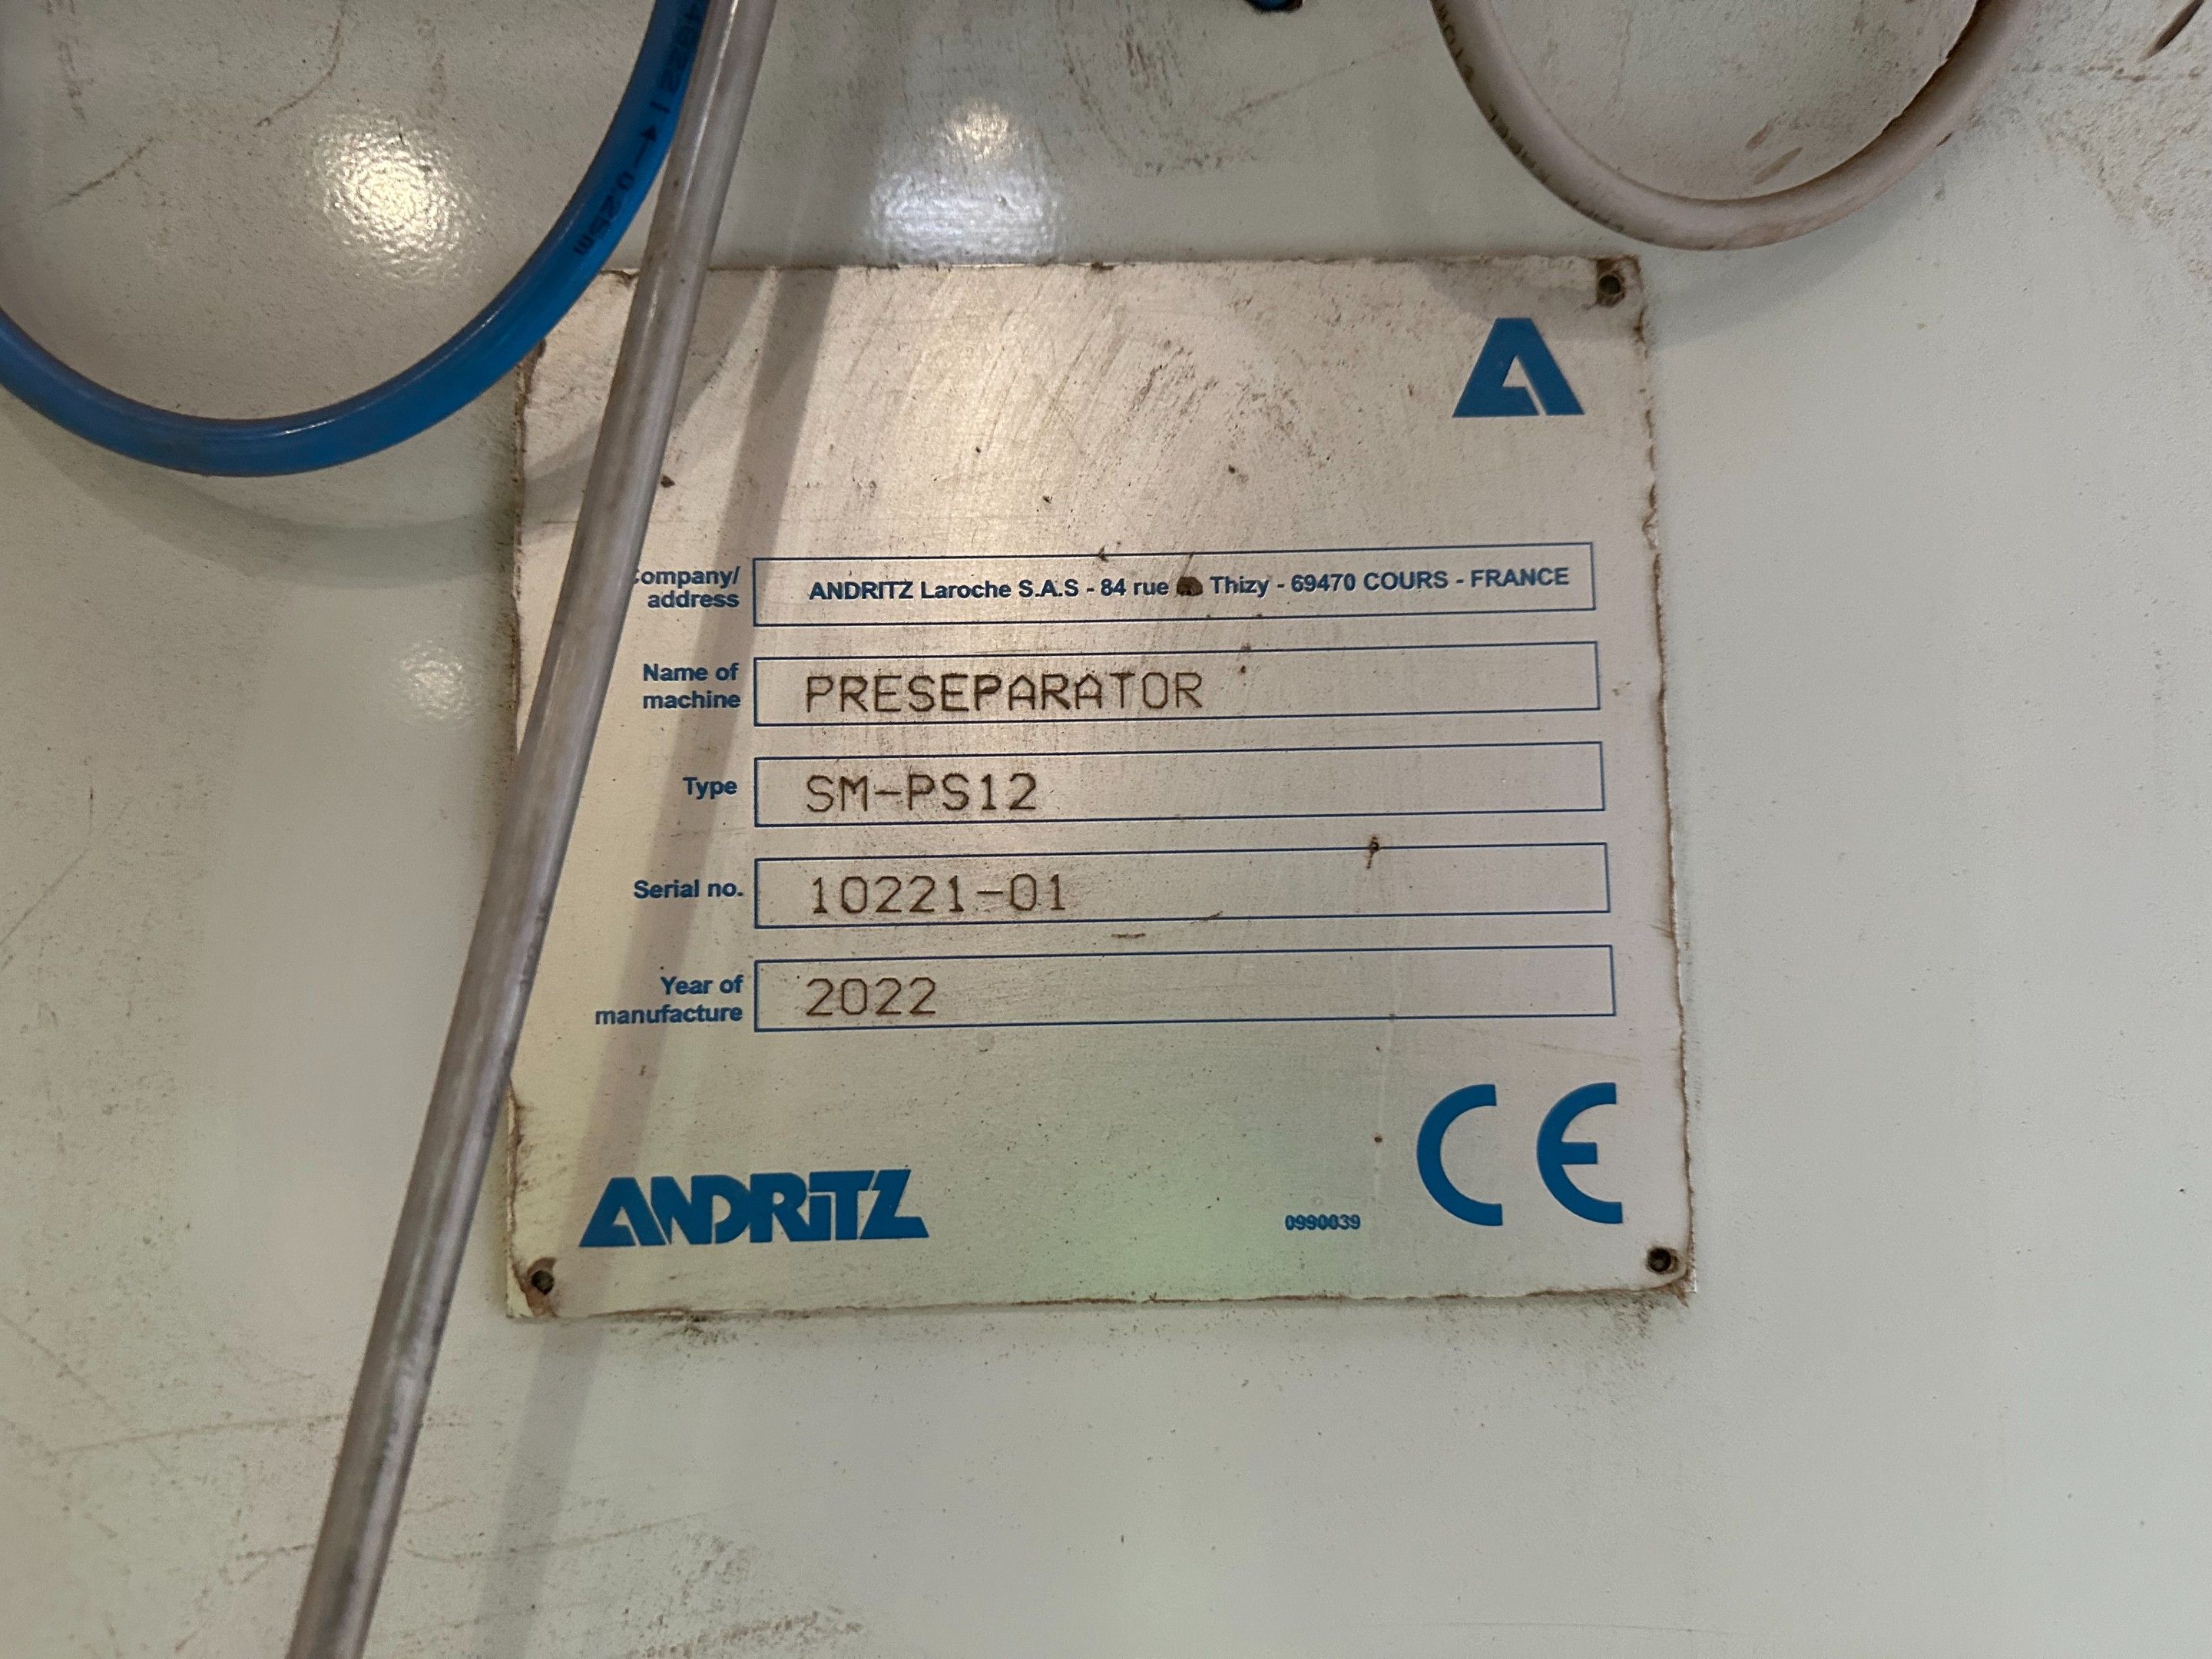 ompany/
address
ANDRITZ Laroche S.A.S - 84 rue Thizy - 69470 COURS - FRANCE
Name of
machine
PRESEPARATOR
Type
SM-PS12
Serial no.
10221-01
Year of
manufacture
2022
ANDRITZ
0990039
CE